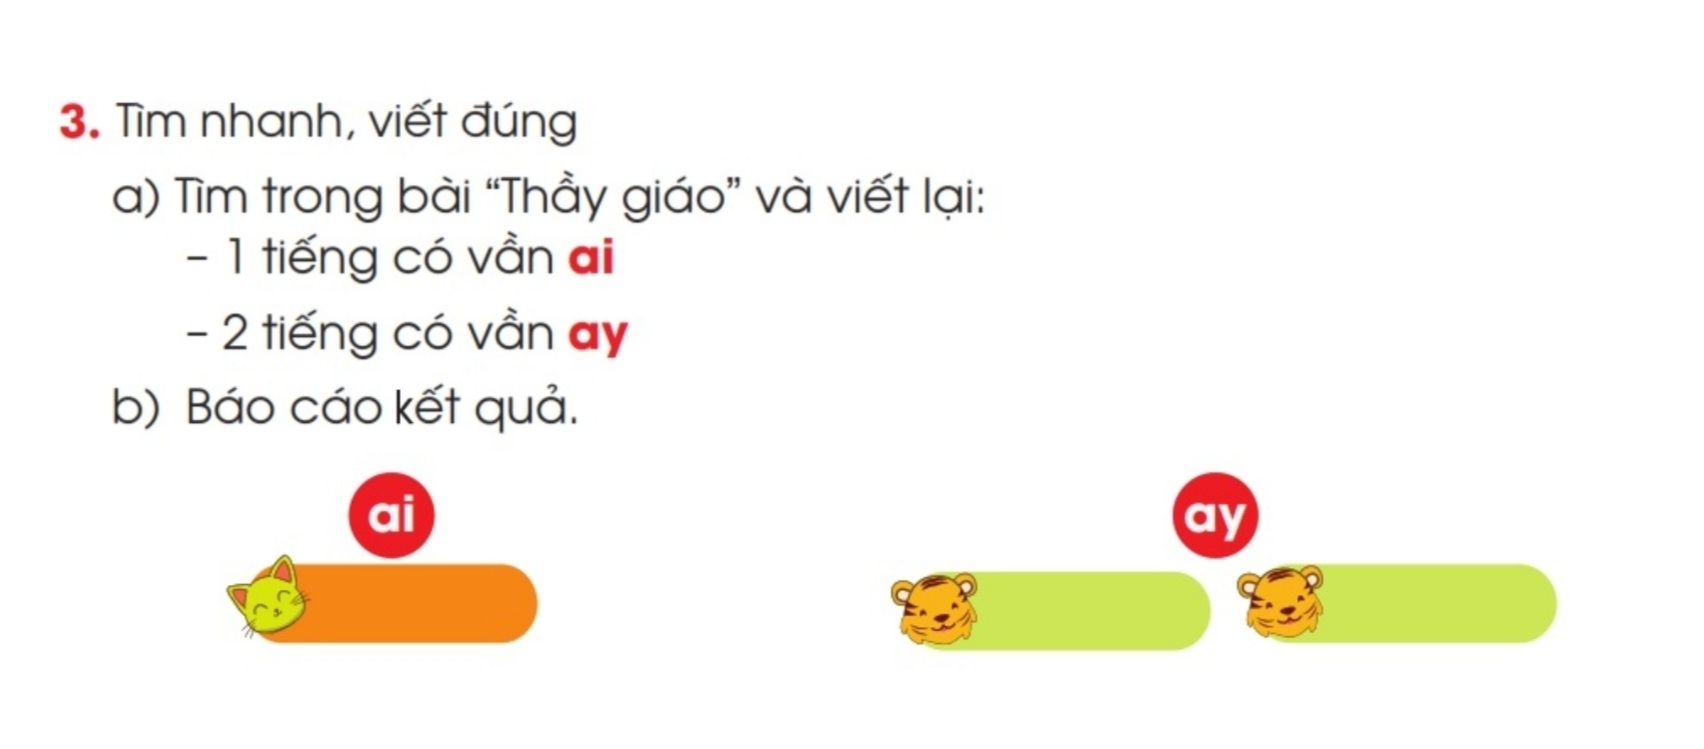 3. Tìm nhanh, viết đúng
a) Tìm trong bài “Thầy giáo” và viết lại:
– 1 tiếng có vần ai
– 2 tiếng có vần ay
b) Báo cáo kết quả.
ai
ay